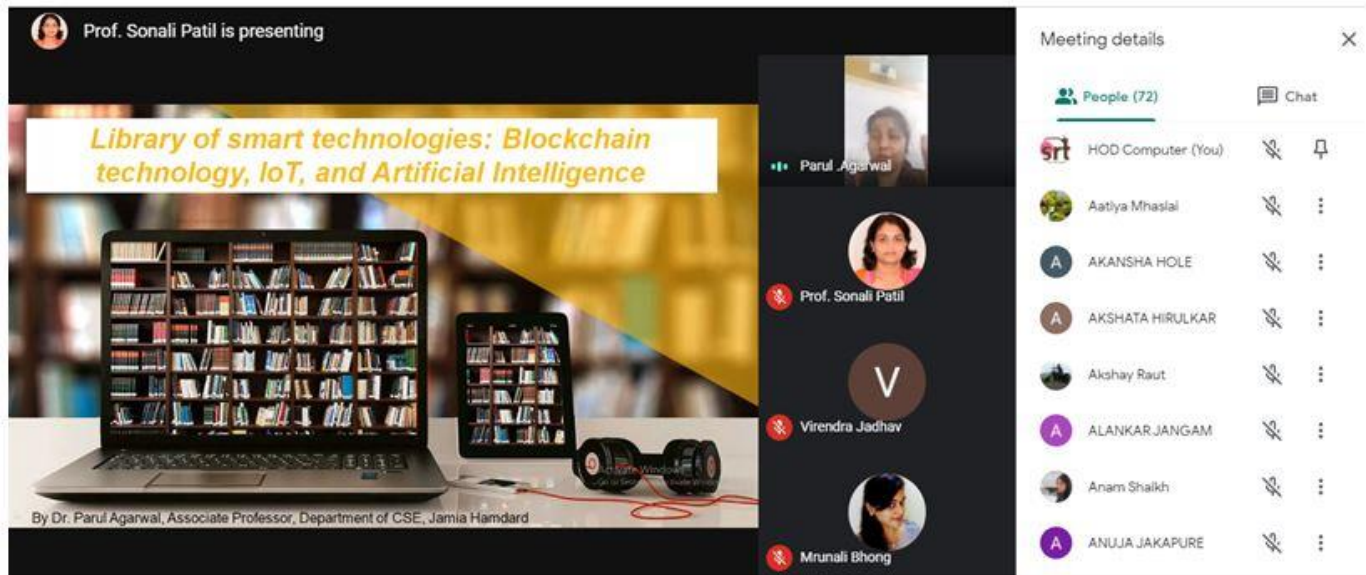 Prof. Sonali Patil is presenting
Library of smart technologies: Blockchain
technology, IoT, and Artificial Intelligence
By Dr. Parul Agarwal, Associate Professor, Department of CSE, Jamia Hamdard
Activate Windows
Parul .Agarwal
Prof. Sonali Patil
V
Virendra Jadhav
Mrunali Bhong
Meeting details
People (72)
Chat
srt
HOD Computer (You)
Aatiya Mhaslai
A
AKANSHA HOLE
A
AKSHATA HIRULKAR
Akshay Raut
A
ALANKAR JANGAM
Anam Shaikh
A
ANUJA JAKAPURE